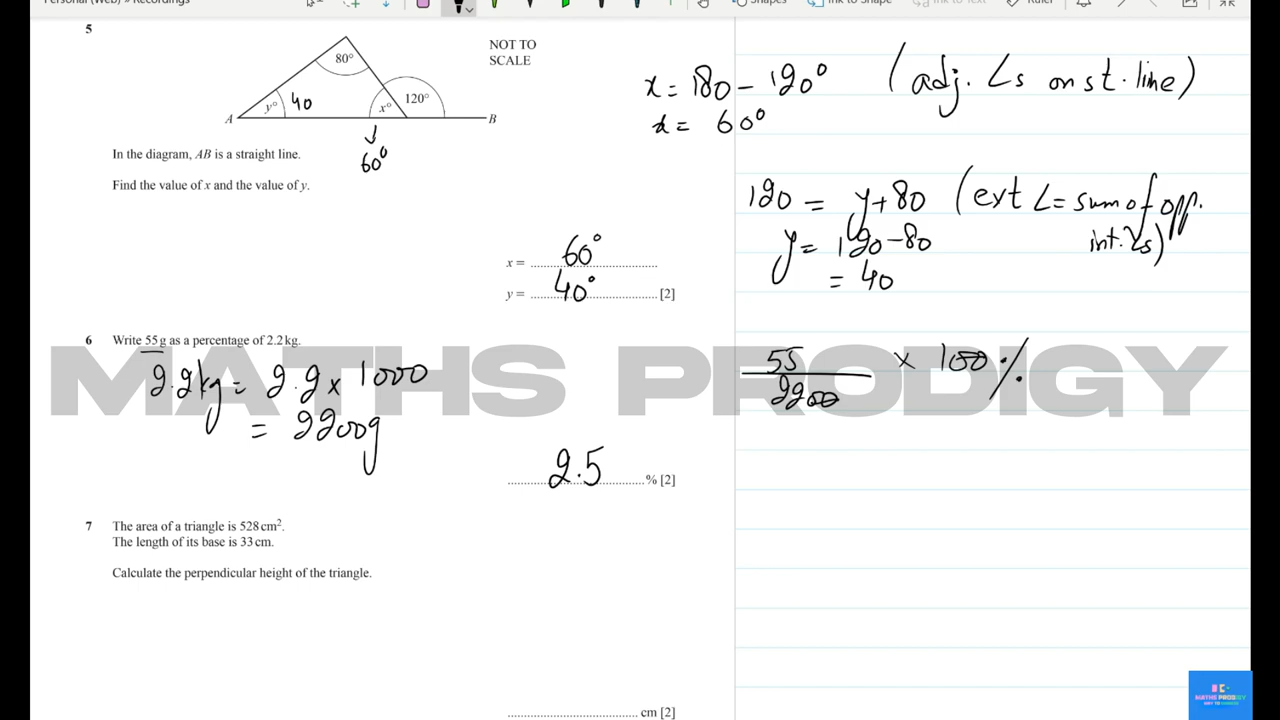 Personal (Web) » Recordings
Shapes
Ink to Shape
Ink to Text
Ruler
5
80°
NOT TO
SCALE
y° 40
x°
120°
A
B
60°
In the diagram, AB is a straight line.
Find the value of x and the value of y.
x = 60°
y = 40° [2]
x = 180 - 120° (adj. ∠s on st. line)
x = 60°
120 = y + 80 (ext ∠ = sum of opp. int. ∠s)
y = 120 - 80
= 40
6 Write 55 g as a percentage of 2.2 kg.
2.2kg = 2.2 x 1000
= 2200g
55
2200
x 100 %
2.5 % [2]
MATHS PRODIGY
7 The area of a triangle is 528 cm².
The length of its base is 33 cm.
Calculate the perpendicular height of the triangle.
cm [2]
MATHS PRODIGY